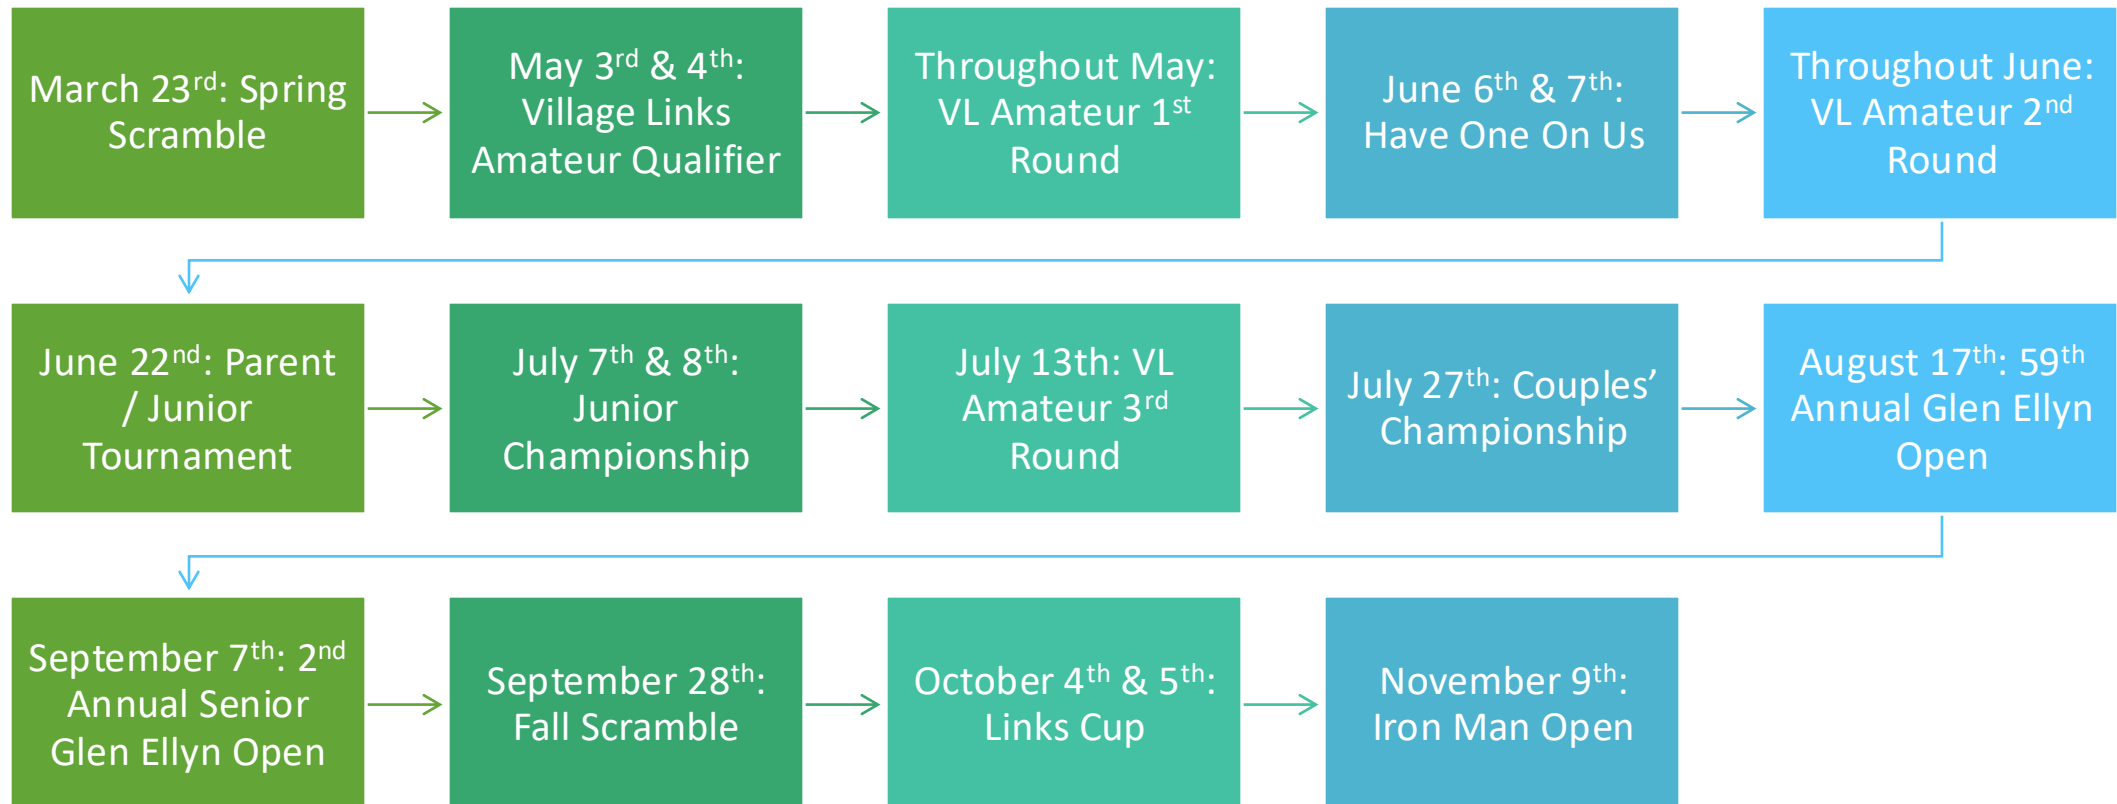 March 23rd: Spring
Scramble
May 3rd & 4th:
Village Links
Amateur Qualifier
Throughout May:
VL Amateur 1st
Round
June 6th & 7th:
Have One On Us
Throughout June:
VL Amateur 2nd
Round
June 22nd: Parent
/ Junior
Tournament
July 7th & 8th:
Junior
Championship
July 13th: VL
Amateur 3rd
Round
July 27th: Couples’
Championship
August 17th: 59th
Annual Glen Ellyn
Open
September 7th: 2nd
Annual Senior
Glen Ellyn Open
September 28th:
Fall Scramble
October 4th & 5th:
Links Cup
November 9th:
Iron Man Open